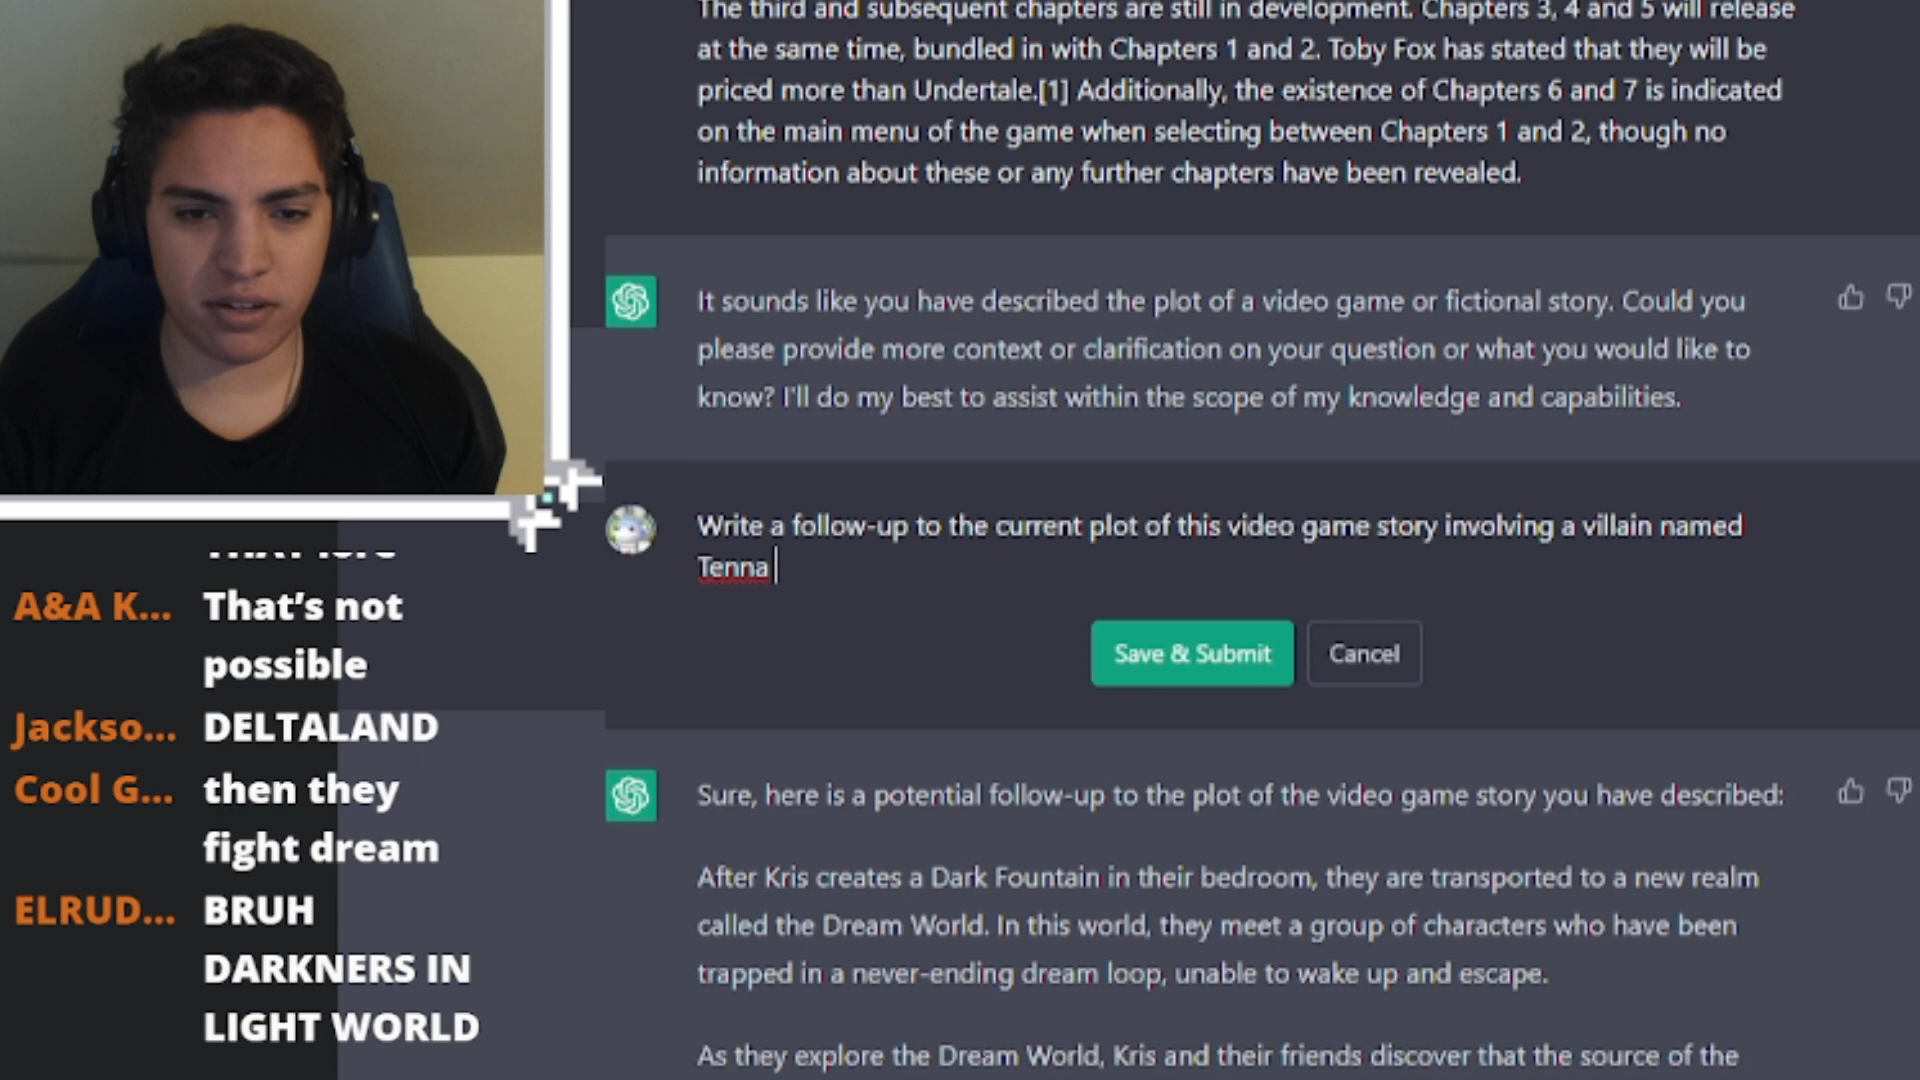 The third and subsequent chapters are still in development. Chapters 3, 4 and 5 will release
at the same time, bundled in with Chapters 1 and 2. Toby Fox has stated that they will be
priced more than Undertale.[1] Additionally, the existence of Chapters 6 and 7 is indicated
on the main menu of the game when selecting between Chapters 1 and 2, though no
information about these or any further chapters have been revealed.
It sounds like you have described the plot of a video game or fictional story. Could you
please provide more context or clarification on your question or what you would like to
know? I'll do my best to assist within the scope of my knowledge and capabilities.
Write a follow-up to the current plot of this video game story involving a villain named
Tenna
Save & Submit
Cancel
Sure, here is a potential follow-up to the plot of the video game story you have described:
After Kris creates a Dark Fountain in their bedroom, they are transported to a new realm
called the Dream World. In this world, they meet a group of characters who have been
trapped in a never-ending dream loop, unable to wake up and escape.
As they explore the Dream World, Kris and their friends discover that the source of the
A&A K... That's not
possible
Jackso... DELTALAND
Cool G... then they
fight dream
ELRUD... BRUH
DARKNERS IN
LIGHT WORLD